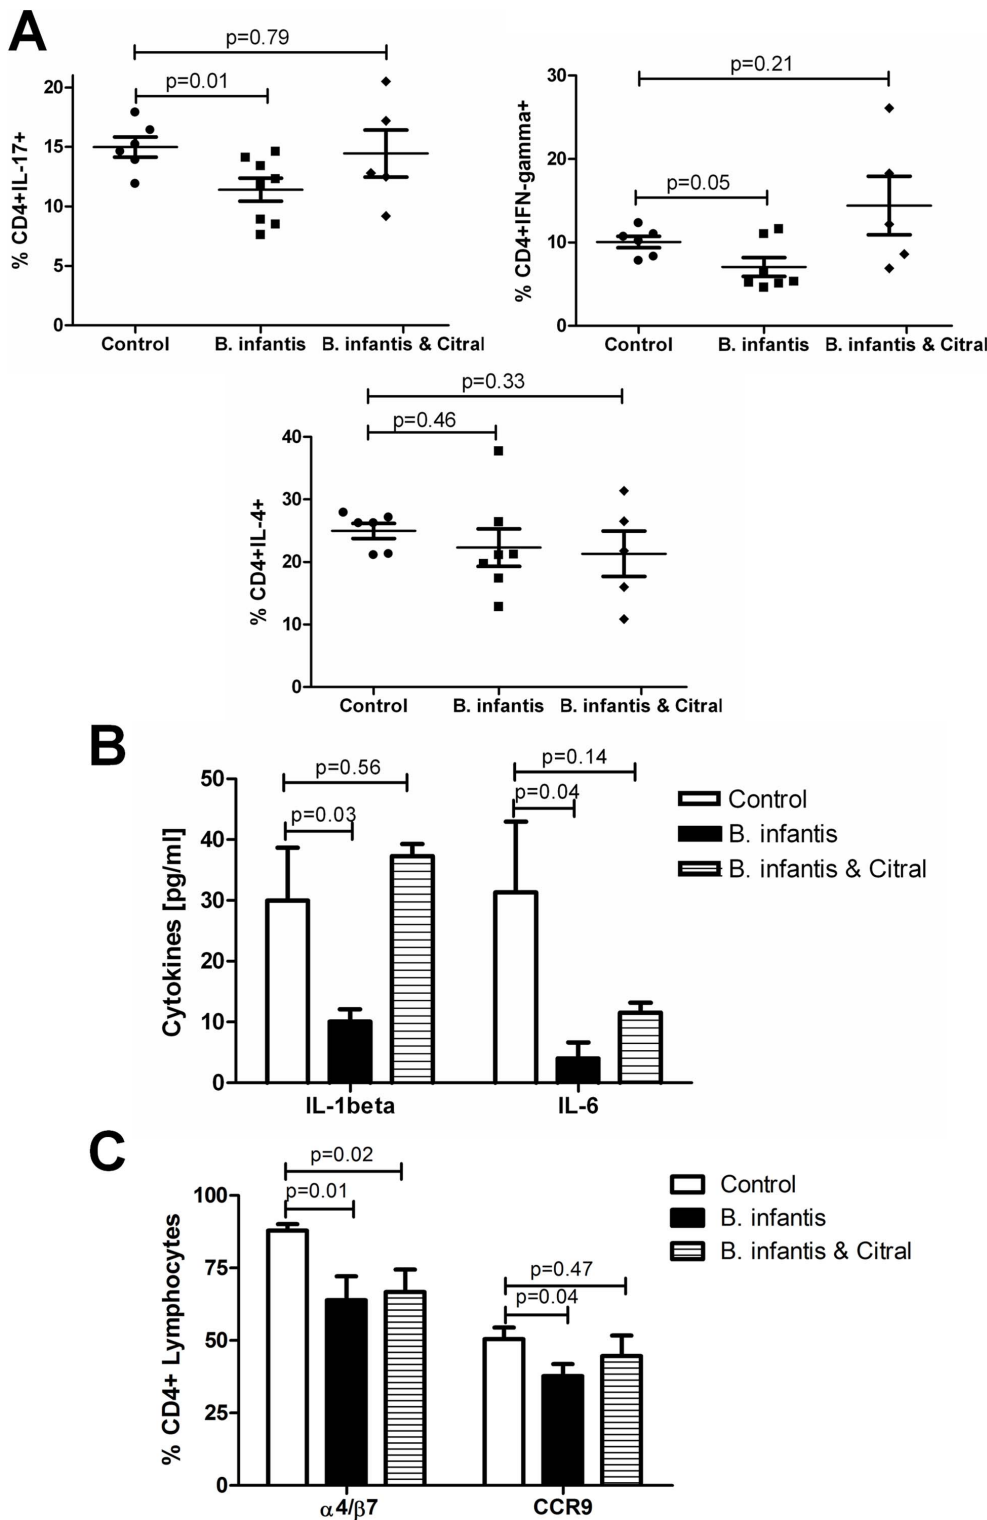 A
p=0.79
p=0.01
% CD4+IL-17+
20
15
10
5
0
Control
B. infantis
B. infantis & Citral
p=0.21
p=0.05
% CD4+IFN-gamma+
30
20
10
0
Control
B. infantis
B. infantis & Citral
p=0.33
p=0.46
% CD4+IL-4+
40
30
20
10
0
Control
B. infantis
B. infantis & Citral
B
p=0.56
p=0.03
p=0.14
p=0.04
Cytokines [pg/ml]
50
40
30
20
10
0
IL-1beta
IL-6
Control
B. infantis
B. infantis & Citral
C
p=0.02
p=0.01
p=0.47
p=0.04
% CD4+ Lymphocytes
100
75
50
25
0
α4/β7
CCR9
Control
B. infantis
B. infantis & Citral